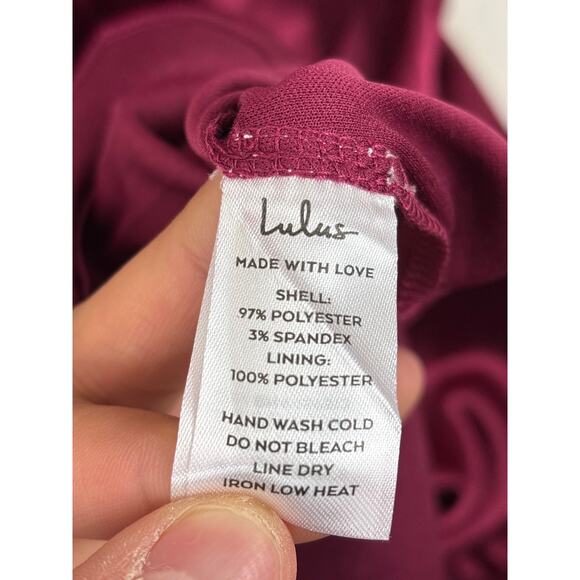 Lulus
MADE WITH LOVE
SHELL:
97% POLYESTER
3% SPANDEX
LINING:
100% POLYESTER
HAND WASH COLD
DO NOT BLEACH
LINE DRY
IRON LOW HEAT